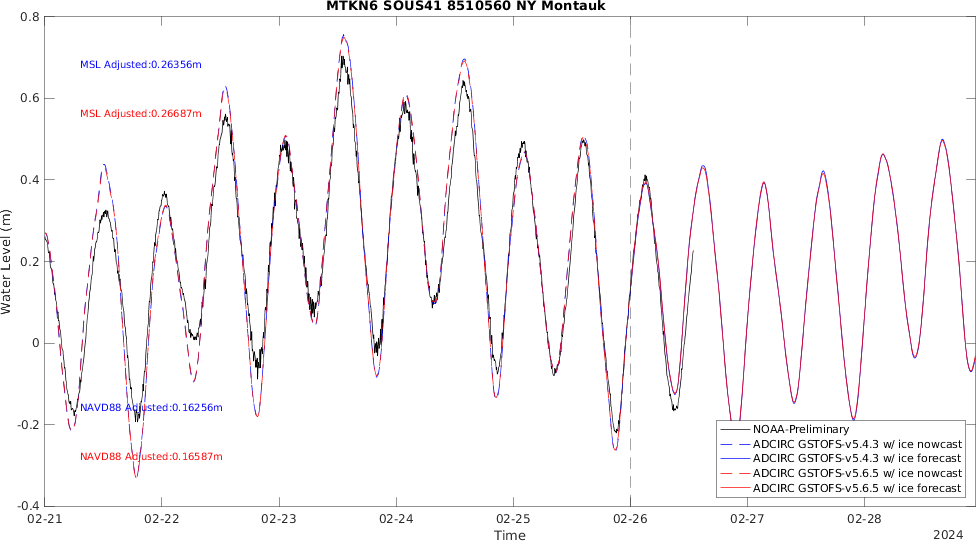 MTKN6 SOUS41 8510560 NY Montauk
0.8
0.6
0.4
0.2
0
-0.2
-0.4
Water Level (m)
MSL Adjusted:0.26356m
MSL Adjusted:0.26687m
NAVD88 Adjusted:0.16256m
NAVD88 Adjusted:0.16587m
NOAA-Preliminary
ADCIRC GSTOFS-v5.4.3 w/ ice nowcast
ADCIRC GSTOFS-v5.4.3 w/ ice forecast
ADCIRC GSTOFS-v5.6.5 w/ ice nowcast
ADCIRC GSTOFS-v5.6.5 w/ ice forecast
02-21 02-22 02-23 02-24 02-25 02-26 02-27 02-28
Time
2024